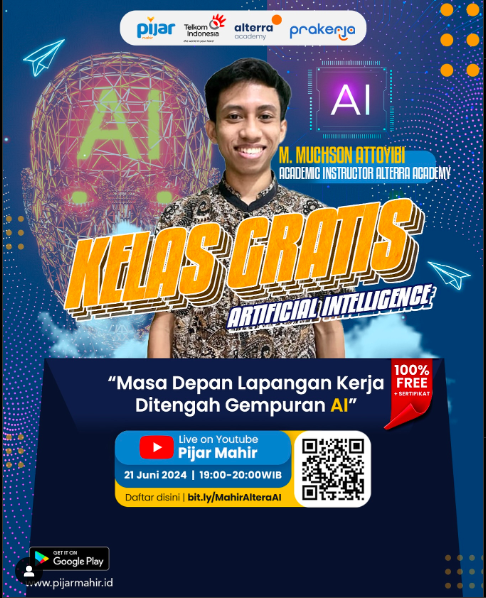 pijar
mahir
Telkom
Indonesia
alterra
academy
prakerja
AI
AI
M. MUCHSON ATTOYIBI
ACADEMIC INSTRUCTOR ALTERRA ACADEMY
KELAS GRATIS
ARTIFICIAL INTELLIGENCE
“Masa Depan Lapangan Kerja
Ditengah Gempuran AI”
100%
FREE
+ SERTIFIKAT
Live on Youtube
Pijar Mahir
21 Juni 2024 | 19:00-20:00WIB
Daftar disini | bit.ly/MahirAlteraAI
GET IT ON
Google Play
www.pijarmahir.id